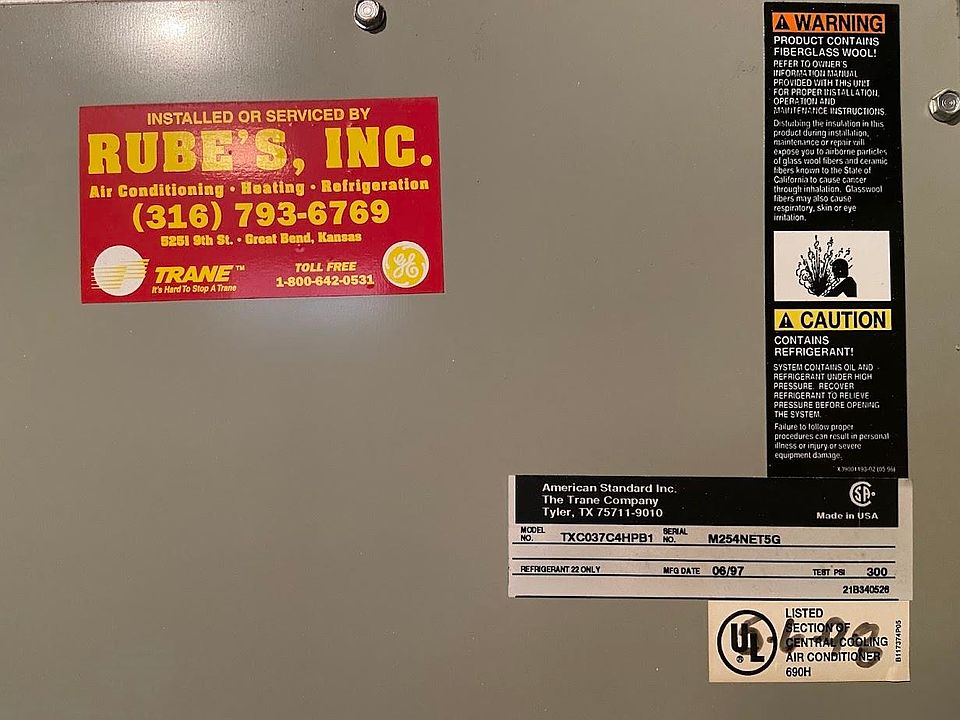 INSTALLED OR SERVICED BY
RUBE'S, INC.
Air Conditioning • Heating • Refrigeration
(316) 793-6769
5251 9th St. • Great Bend, Kansas
TRANE™
It's Hard To Stop A Trane
TOLL FREE
1-800-642-0531
GE
WARNING
PRODUCT CONTAINS
FIBERGLASS WOOL!
REFER TO OWNER'S
INFORMATION MANUAL
PROVIDED WITH THIS UNIT
FOR PROPER INSTALLATION,
OPERATION AND
MAINTENANCE INSTRUCTIONS.
Disturbing the insulation in this
product during installation,
maintenance or repair will
expose you to airborne particles
of glass wool fibers and ceramic
fibers known to the State of
California to cause cancer
through inhalation. Glasswool
fibers may also cause
respiratory, skin or eye
irritation.
CAUTION
CONTAINS
REFRIGERANT!
SYSTEM CONTAINS OIL AND
REFRIGERANT UNDER HIGH
PRESSURE. RECOVER
REFRIGERANT TO RELIEVE
PRESSURE BEFORE OPENING
THE SYSTEM.
Failure to follow proper
procedures can result in personal
illness or injury or severe
equipment damage.
X39001493-02 (05-96)
American Standard Inc.
The Trane Company
Tyler, TX 75711-9010
Made in USA
MODEL NO. TXC037C4HPB1 SERIAL NO. M254NET5G
REFRIGERANT 22 ONLY MFG DATE 06/97 TEST PSI 300
21B340526
UL
®
LISTED
SECTION OF
CENTRAL COOLING
AIR CONDITIONER
690H
B117374P05